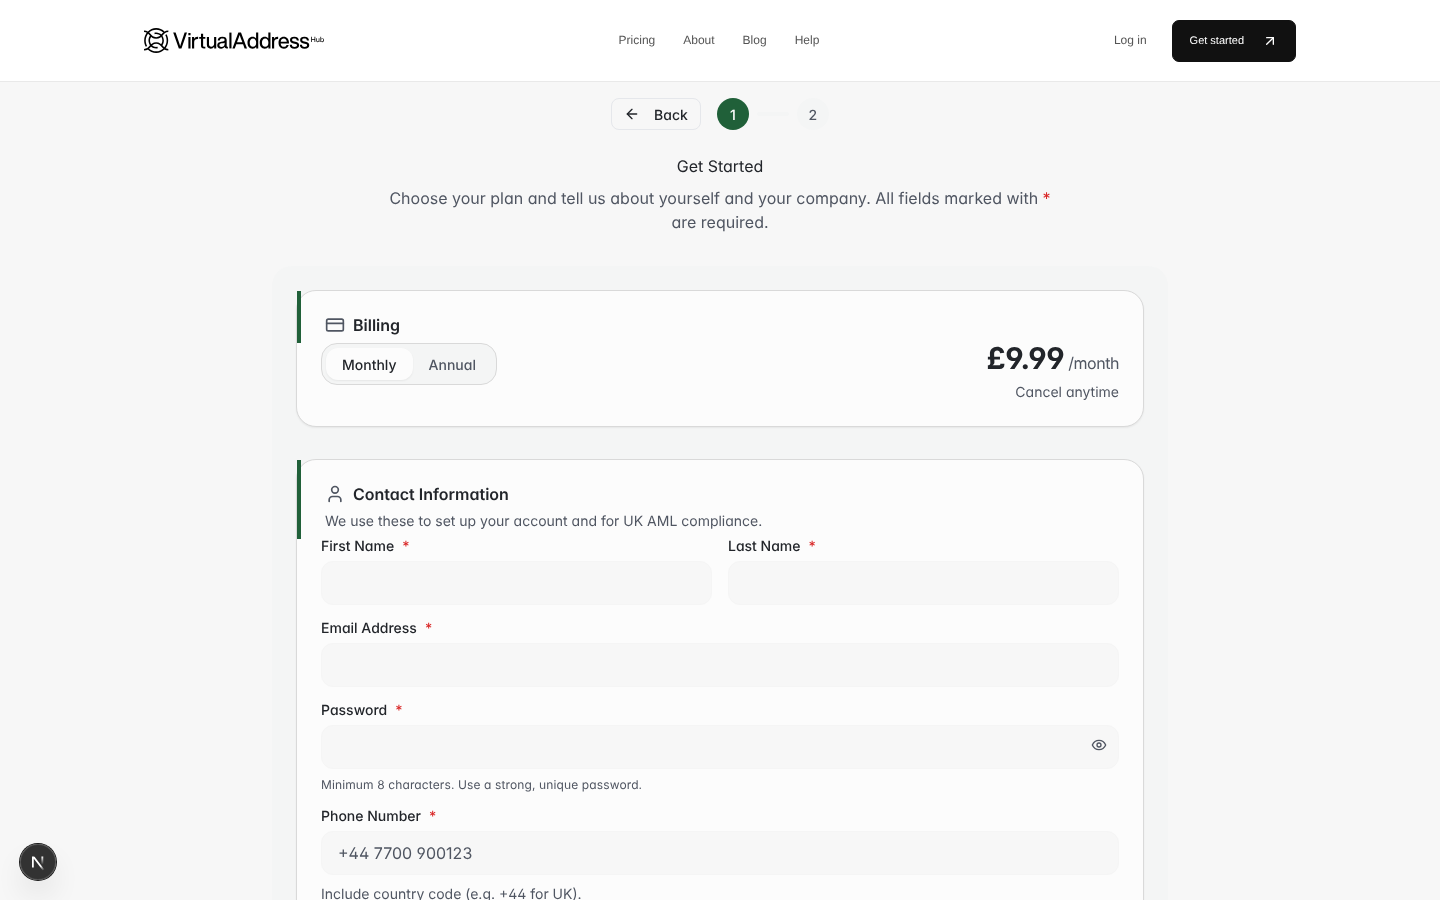 VirtualAddress Hub
Pricing About Blog Help
Log in
Get started
Back
1
2
Get Started
Choose your plan and tell us about yourself and your company. All fields marked with *
are required.
Billing
Monthly Annual
£9.99 /month
Cancel anytime
Contact Information
We use these to set up your account and for UK AML compliance.
First Name *
Last Name *
Email Address *
Password *
Minimum 8 characters. Use a strong, unique password.
Phone Number *
+44 7700 900123
Include country code (e.g. +44 for UK).
N